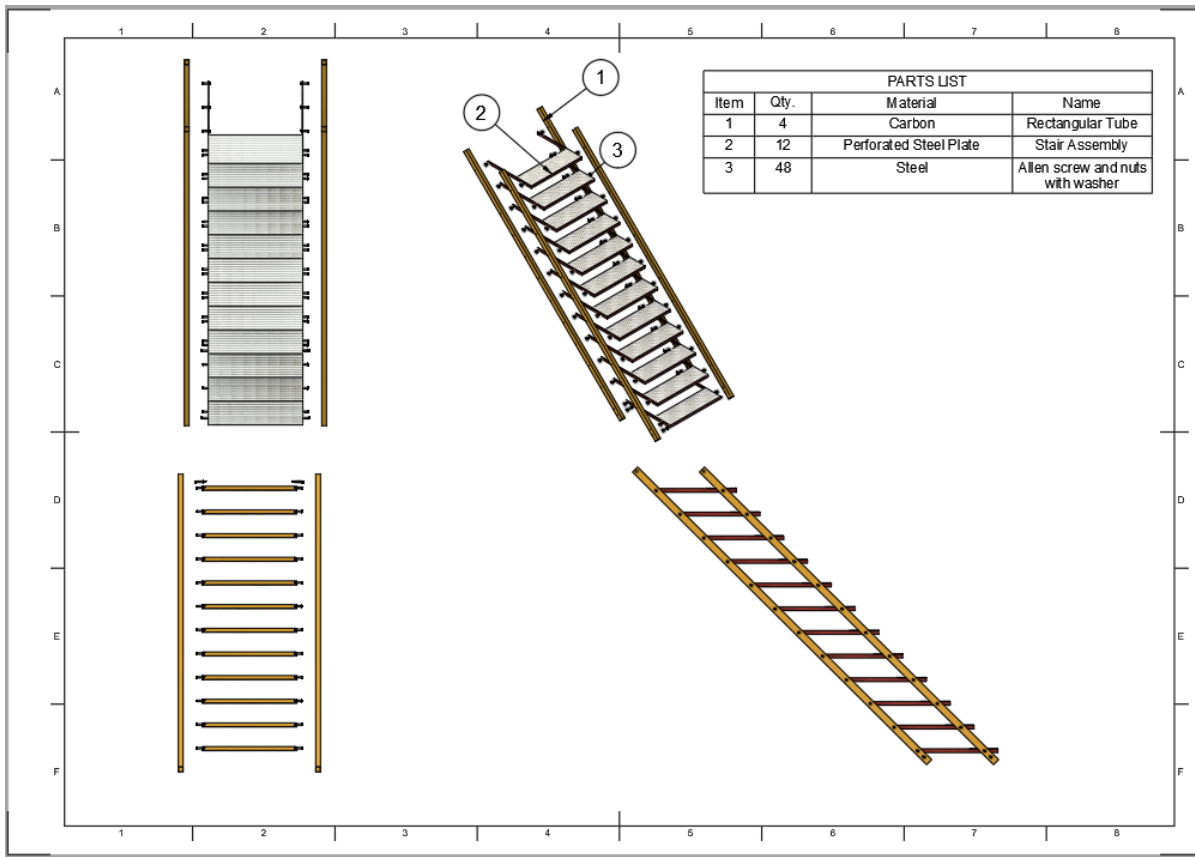 1 2 3 4 5 6 7 8
A A
1
PARTS LIST
Item Qty. Material Name
1 4 Carbon Rectangular Tube
2 12 Perforated Steel Plate Stair Assembly
3 48 Steel Allen screw and nuts
with washer
2
3
B B
C C
D D
E E
F F
1 2 3 4 5 6 7 8